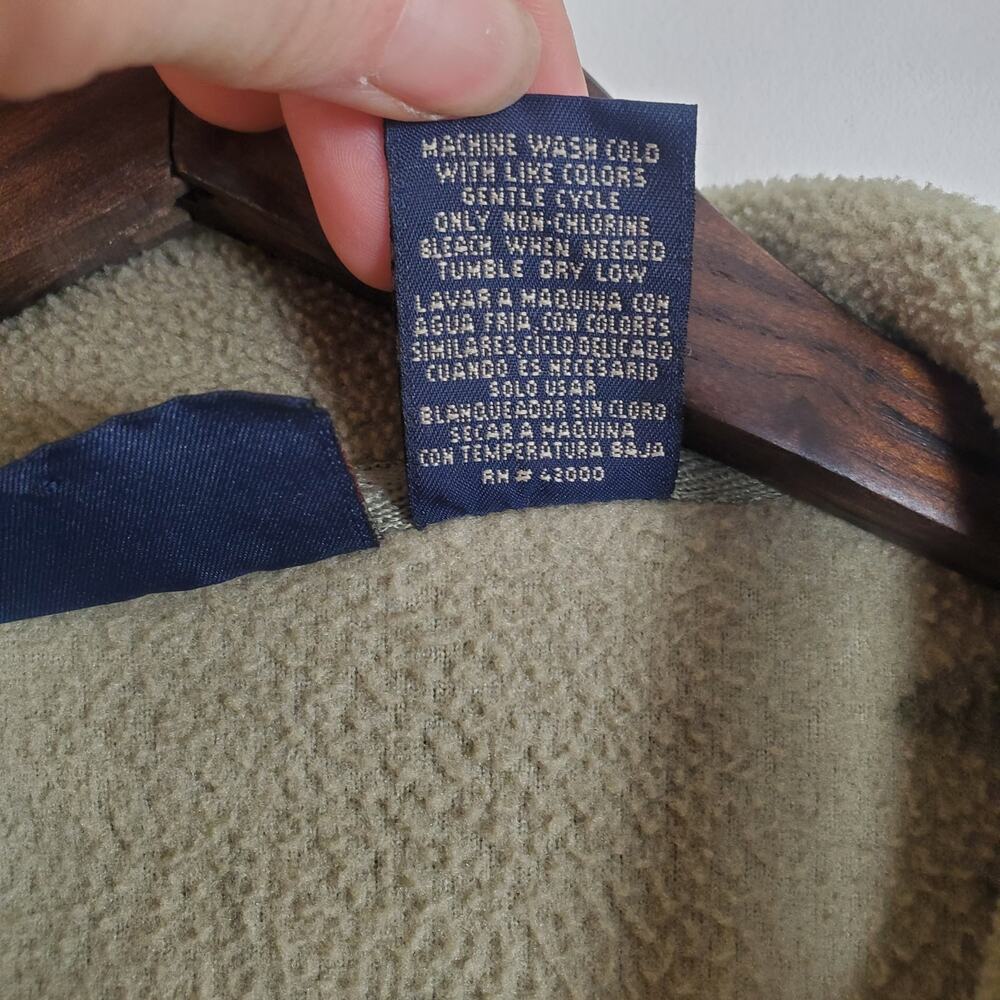 MACHINE WASH COLD
WITH LIKE COLORS
GENTLE CYCLE
ONLY NON-CHLORINE
BLEACH WHEN NEEDED
TUMBLE DRY LOW
LAVAR A MAQUINA CON
AGUA FRIA, CON COLORES
SIMILARES CICLO DELICADO
CUANDO ES NECESARIO
SOLO USAR
BLANQUEADOR SIN CLORO
SECAR A MAQUINA
CON TEMPERATURA BAJA
RN #